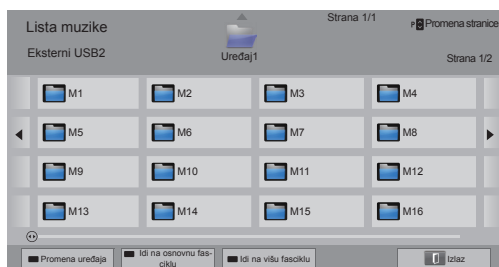 Lista muzike
Strana 1/1
P Promena stranice
Eksterni USB2
Uređaj1
Strana 1/2
M1
M2
M3
M4
M5
M6
M7
M8
M9
M10
M11
M12
M13
M14
M15
M16
Promena uređaja
Idi na osnovnu fas-
ciklu
Idi na višu fasciklu
Izlaz